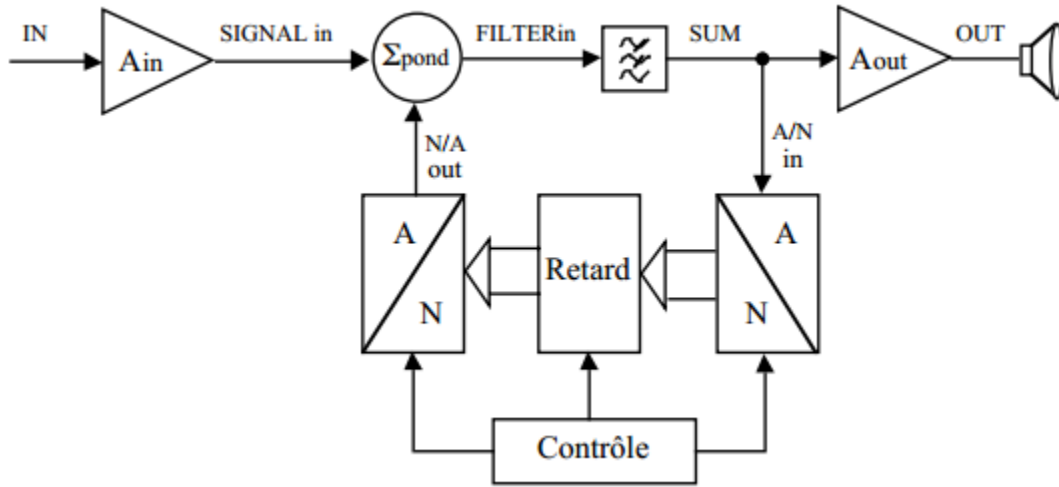 IN
Ain
SIGNAL in
Σpond
FILTERin
SUM
Aout
OUT
N/A
out
A/N
in
A
N
Retard
A
N
Contrôle